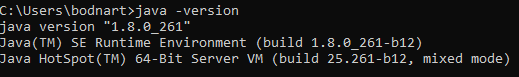 C:\Users\bodnart>java -version
java version "1.8.0_261"
Java(TM) SE Runtime Environment (build 1.8.0_261-b12)
Java HotSpot(TM) 64-Bit Server VM (build 25.261-b12, mixed mode)